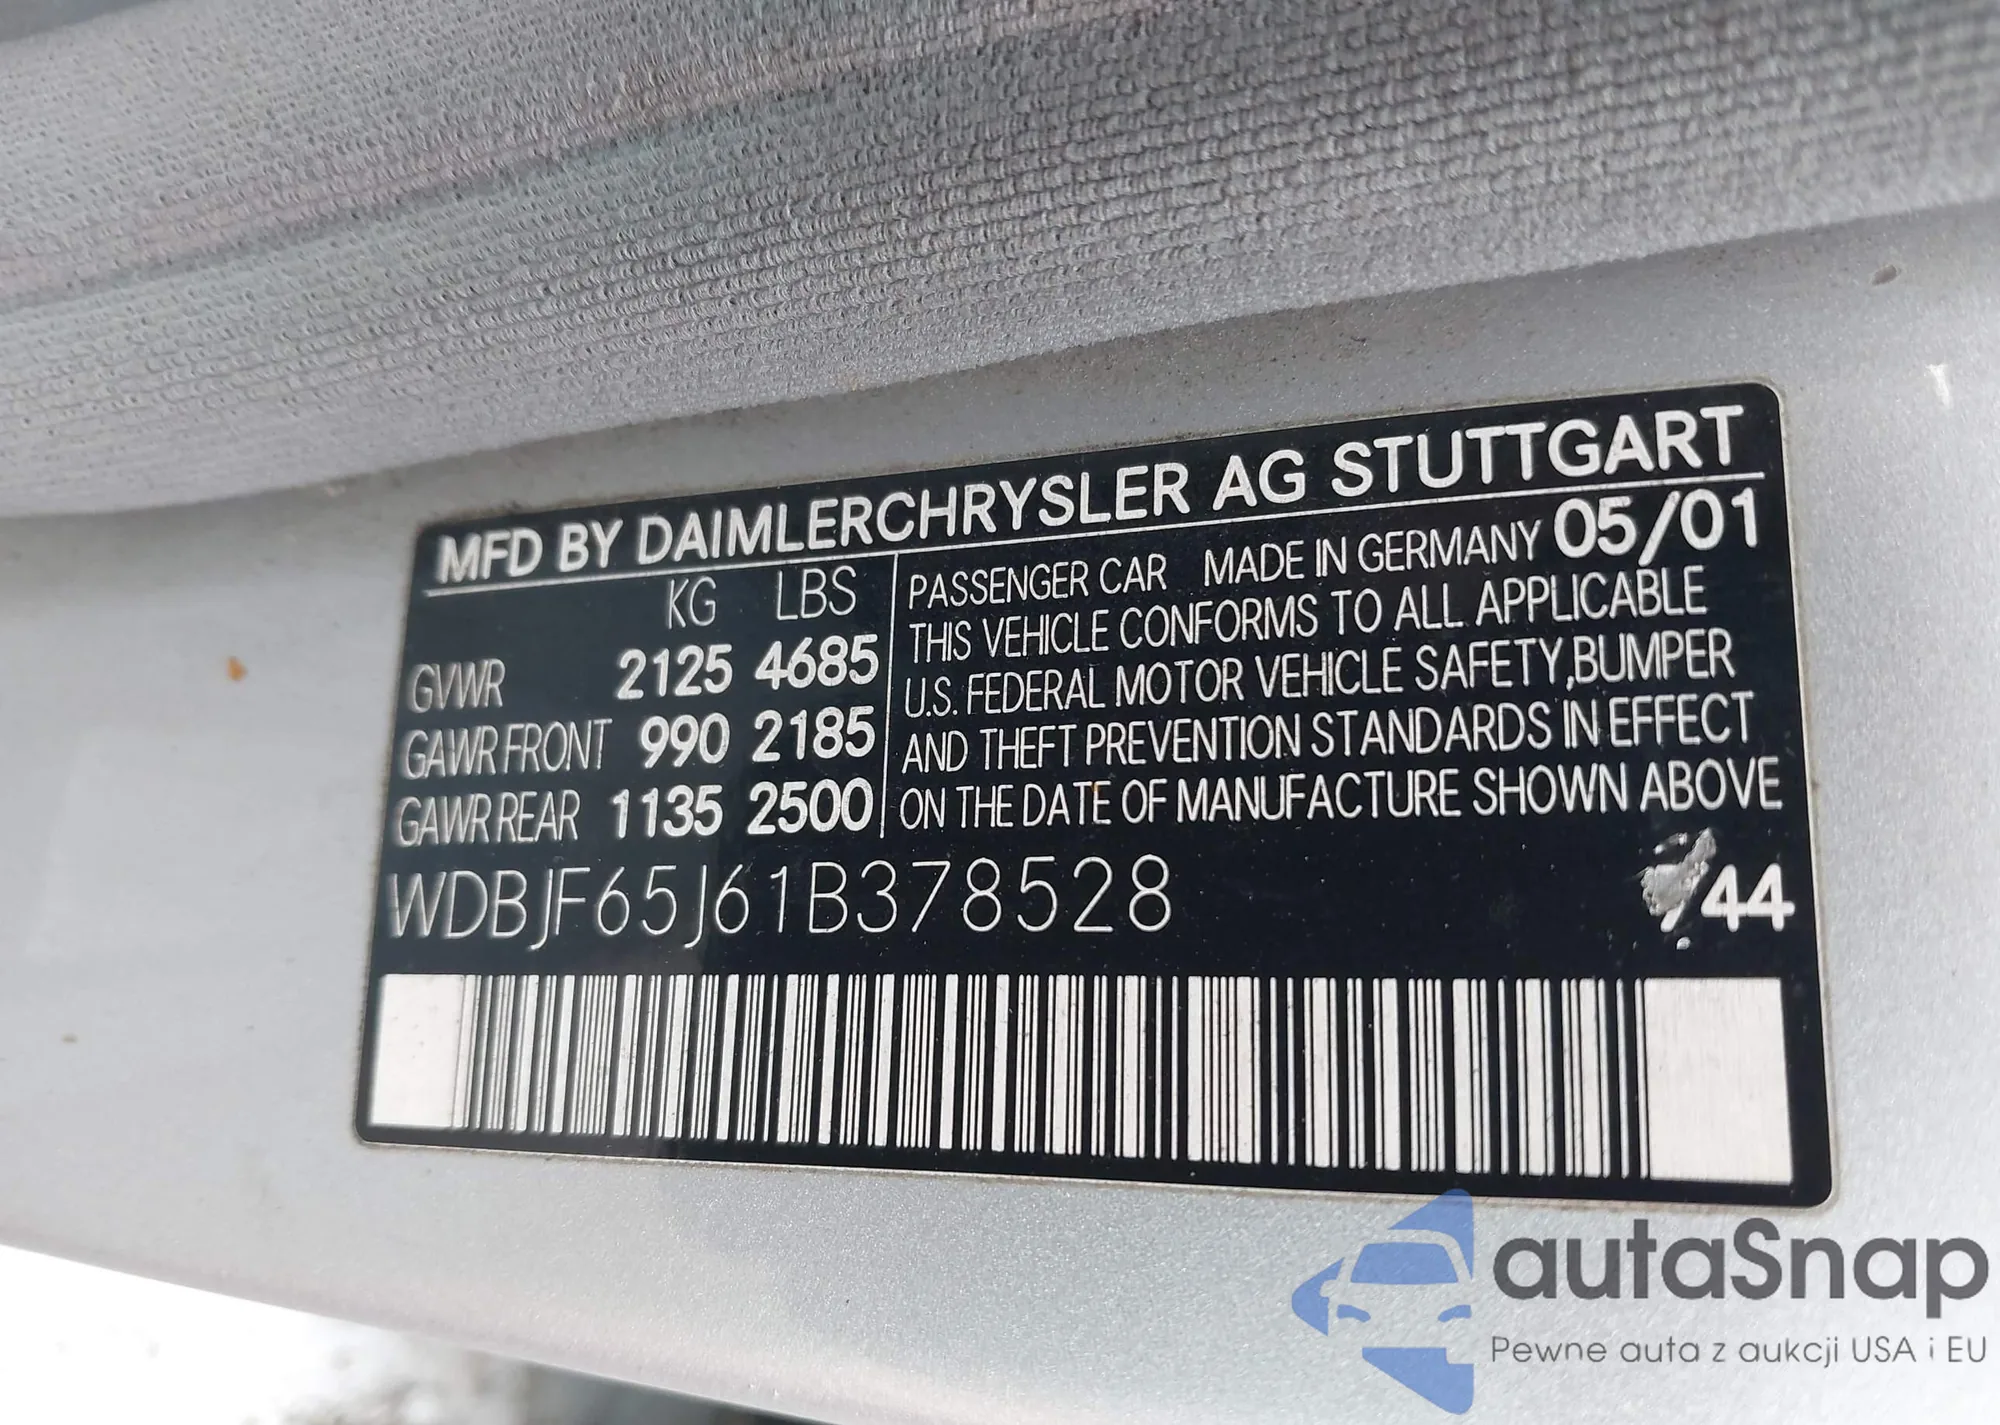 MFD BY DAIMLERCHRYSLER AG STUTTGART
KG LBS
GVWR 2125 4685
GAWR FRONT 990 2185
GAWR REAR 1135 2500
PASSENGER CAR MADE IN GERMANY 05/01
THIS VEHICLE CONFORMS TO ALL APPLICABLE
U.S. FEDERAL MOTOR VEHICLE SAFETY,BUMPER
AND THEFT PREVENTION STANDARDS IN EFFECT
ON THE DATE OF MANUFACTURE SHOWN ABOVE
WDBJF65J61B378528
44
autaSnap
Pewne auta z aukcji USA i EU